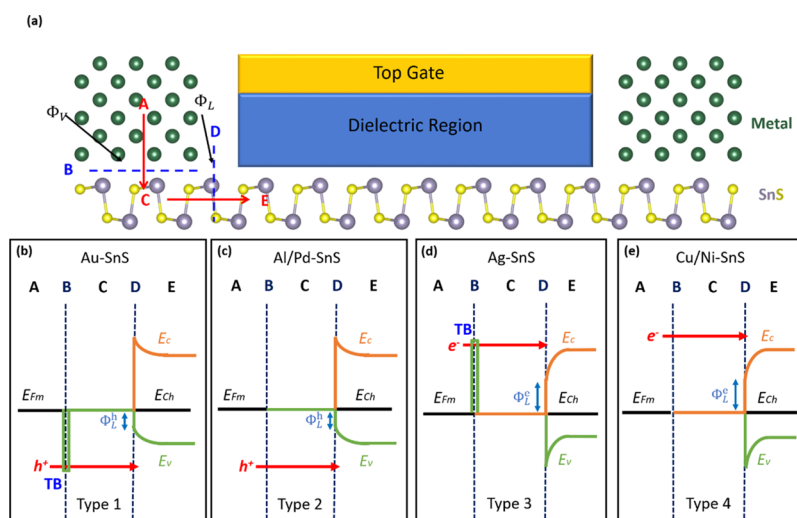 (a)
Top Gate
Φ_V
A
Φ_L
D
Dielectric Region
Metal
B
C
E
SnS
(b)
Au-SnS
A B C D E
E_c
E_Fm
E_Ch
Φ_L^h
E_v
h⁺
TB
Type 1
(c)
Al/Pd-SnS
A B C D E
E_c
E_Fm
E_Ch
Φ_L^h
E_v
h⁺
Type 2
(d)
Ag-SnS
A B C D E
TB
e⁻
E_c
Φ_L^e
E_Fm
E_Ch
E_v
Type 3
(e)
Cu/Ni-SnS
A B C D E
e⁻
E_c
Φ_L^e
E_Fm
E_Ch
E_v
Type 4